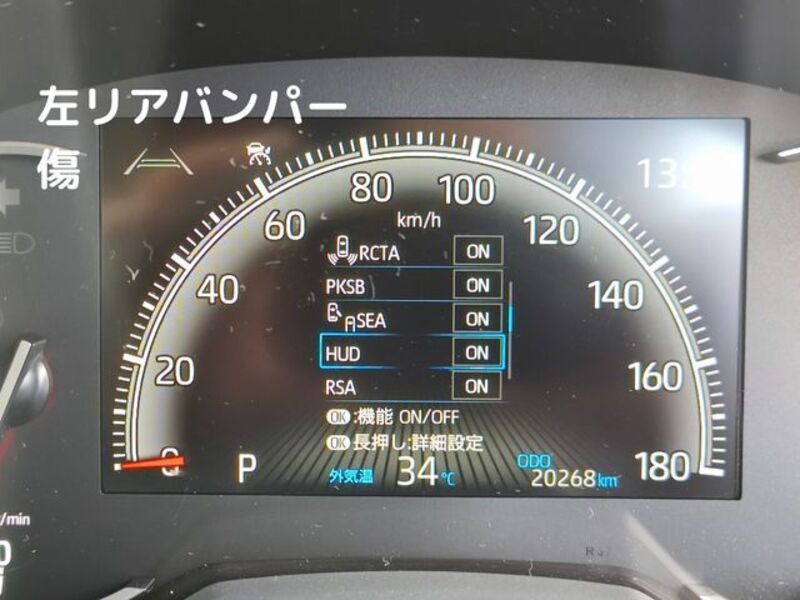 左リアバンパー
傷
80
100
60
km/h
120
40
140
20
160
0
180
RCTA ON
PKSB ON
SEA ON
HUD ON
RSA ON
OK:機能 ON/OFF
OK長押し:詳細設定
P
外気温 34℃
ODO
20268km
/min